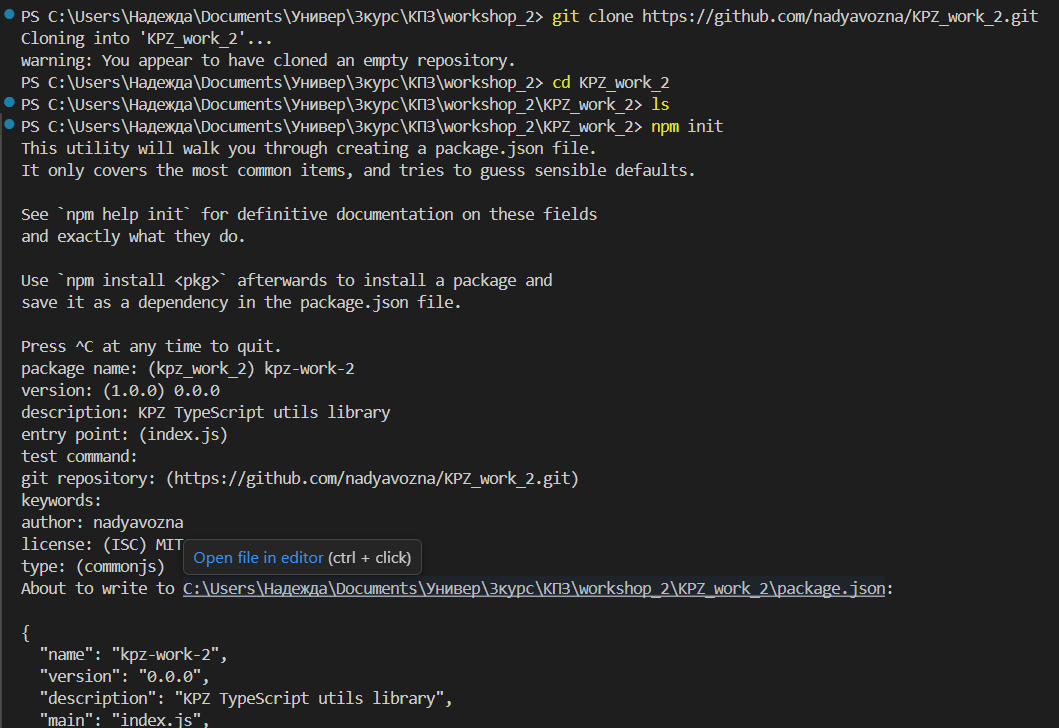 PS C:\Users\Надежда\Documents\Универ\3курс\КПЗ\workshop_2> git clone https://github.com/nadyavozna/KPZ_work_2.git
Cloning into 'KPZ_work_2'...
warning: You appear to have cloned an empty repository.
PS C:\Users\Надежда\Documents\Универ\3курс\КПЗ\workshop_2> cd KPZ_work_2
PS C:\Users\Надежда\Documents\Универ\3курс\КПЗ\workshop_2\KPZ_work_2> ls
PS C:\Users\Надежда\Documents\Универ\3курс\КПЗ\workshop_2\KPZ_work_2> npm init
This utility will walk you through creating a package.json file.
It only covers the most common items, and tries to guess sensible defaults.

See `npm help init` for definitive documentation on these fields
and exactly what they do.

Use `npm install <pkg>` afterwards to install a package and
save it as a dependency in the package.json file.

Press ^C at any time to quit.
package name: (kpz_work_2) kpz-work-2
version: (1.0.0) 0.0.0
description: KPZ TypeScript utils library
entry point: (index.js)
test command:
git repository: (https://github.com/nadyavozna/KPZ_work_2.git)
keywords:
author: nadyavozna
license: (ISC) MIT
Open file in editor (ctrl + click)
type: (commonjs)
About to write to C:\Users\Надежда\Documents\Универ\3курс\КПЗ\workshop_2\KPZ_work_2\package.json:

{
  "name": "kpz-work-2",
  "version": "0.0.0",
  "description": "KPZ TypeScript utils library",
  "main": "index.js",